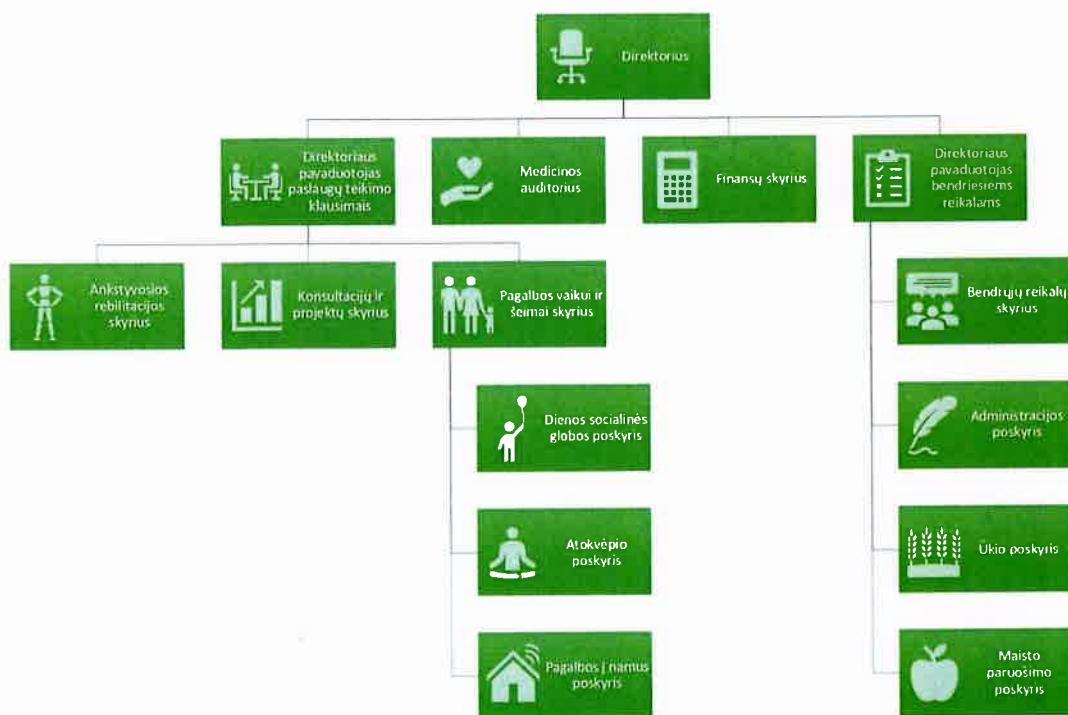 Direktorius
Direktoriaus
pavaduotojas
paslaugų teikimo
klausimais
Medicinos
auditorius
Finansų skyrius
Direktoriaus
pavaduotojas
bendriesiems
reikalams
Ankstyvosios
rebilitacijos
skyrius
Konsultacijų ir
projektų skyrius
Pagalbos vaikui ir
šeimai skyrius
Bendrųjų reikalų
skyrius
Dienos socialinės
globos poskyris
Administracijos
poskyris
Atokvėpio
poskyris
Ukio poskyris
Pagalbos į namus
poskyris
Maisto
paruošimo
poskyris